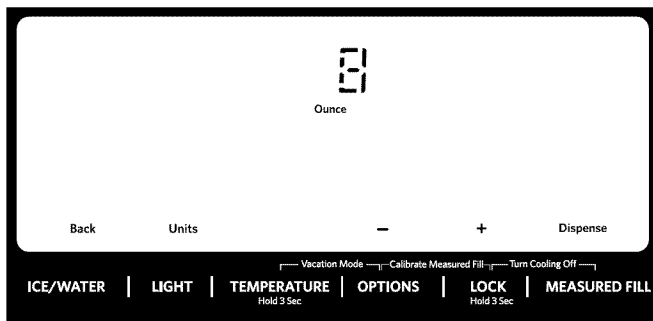 8
Ounce
Back Units − + Dispense
Vacation Mode Calibrate Measured Fill Turn Cooling Off
ICE/WATER | LIGHT | TEMPERATURE | OPTIONS | LOCK | MEASURED FILL
Hold 3 Sec Hold 3 Sec